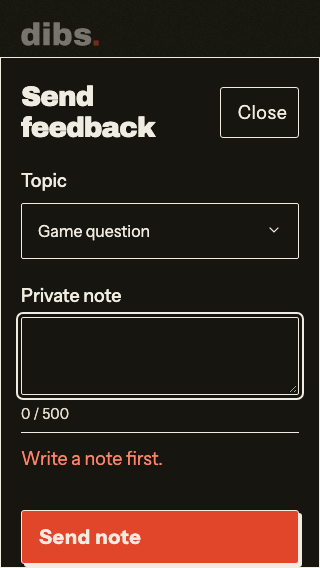 dibs.
Send
feedback
Close
Topic
Game question
Private note
0 / 500
Write a note first.
Send note